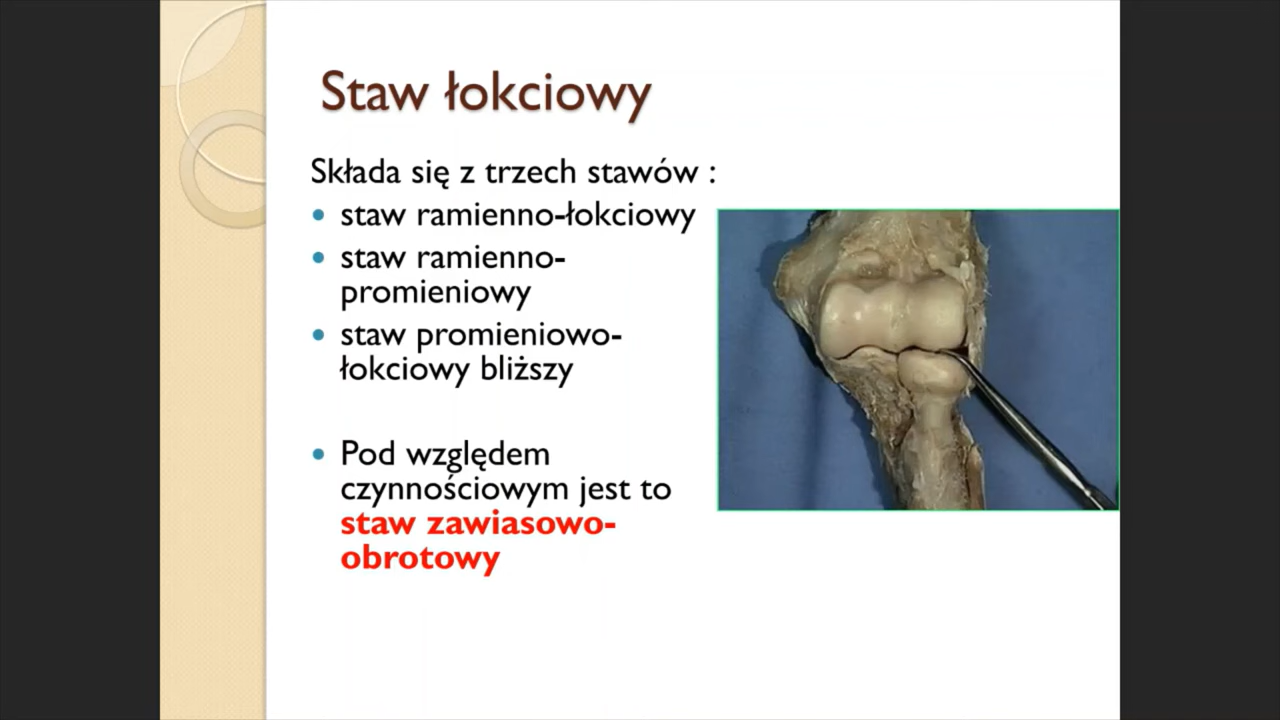 Staw łokciowy
Składa się z trzech stawów :
• staw ramienno-łokciowy
• staw ramienno-
promieniowy
• staw promieniowo-
łokciowy bliższy
• Pod względem
czynnościowym jest to
staw zawiasowo-
obrotowy